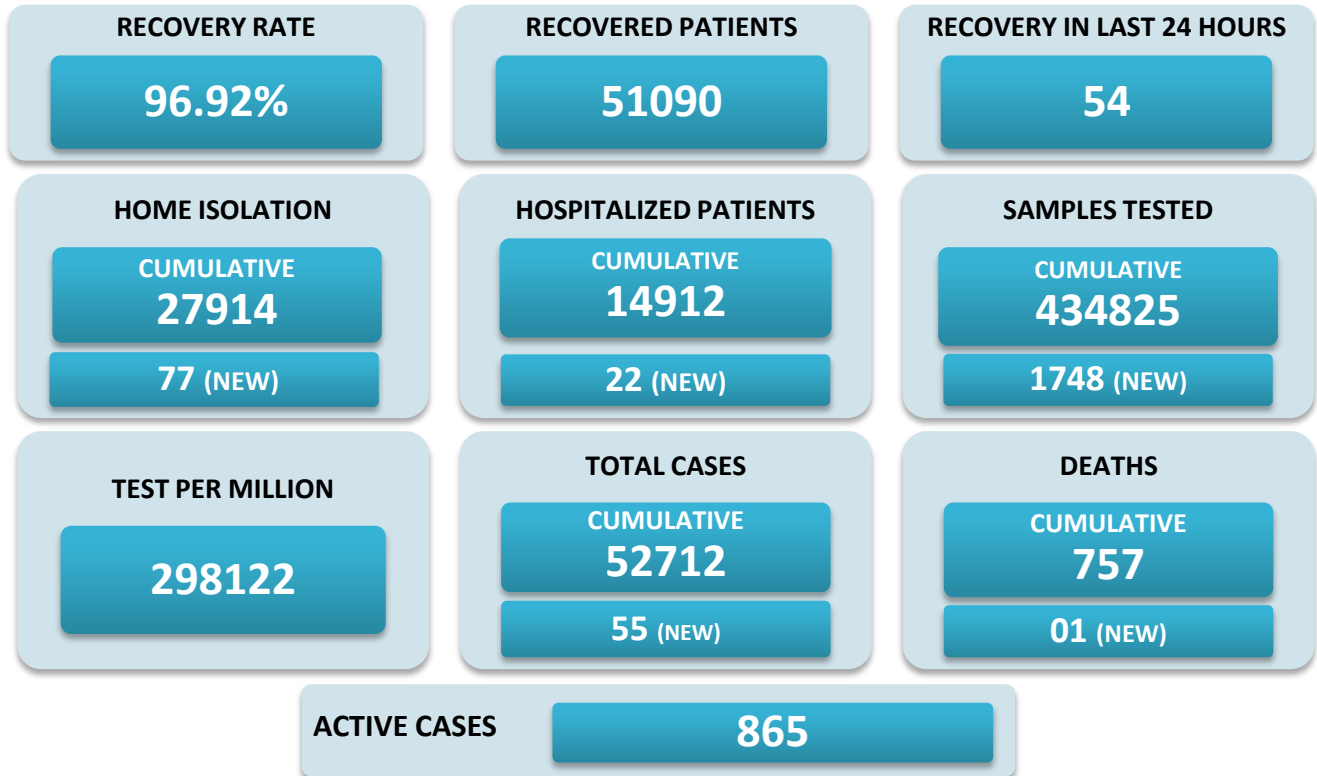 RECOVERY RATE
96.92%
RECOVERED PATIENTS
51090
RECOVERY IN LAST 24 HOURS
54
HOME ISOLATION
CUMULATIVE
27914
77 (NEW)
HOSPITALIZED PATIENTS
CUMULATIVE
14912
22 (NEW)
SAMPLES TESTED
CUMULATIVE
434825
1748 (NEW)
TEST PER MILLION
298122
TOTAL CASES
CUMULATIVE
52712
55 (NEW)
DEATHS
CUMULATIVE
757
01 (NEW)
ACTIVE CASES
865